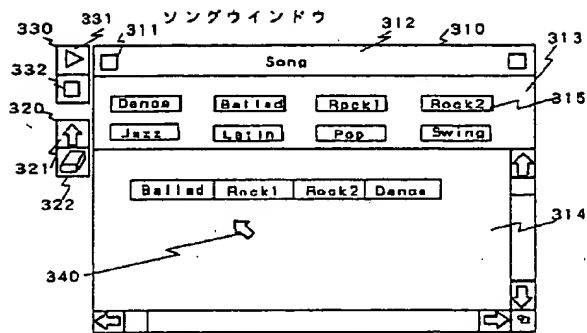 ソングウインドウ
330 331 311 312 310 313
Song
332 315
Dance Ballad Rock1 Rock2
320
Jazz Latin Pop Swing
321
322
Ballad Rock1 Rock2 Dance
314
340